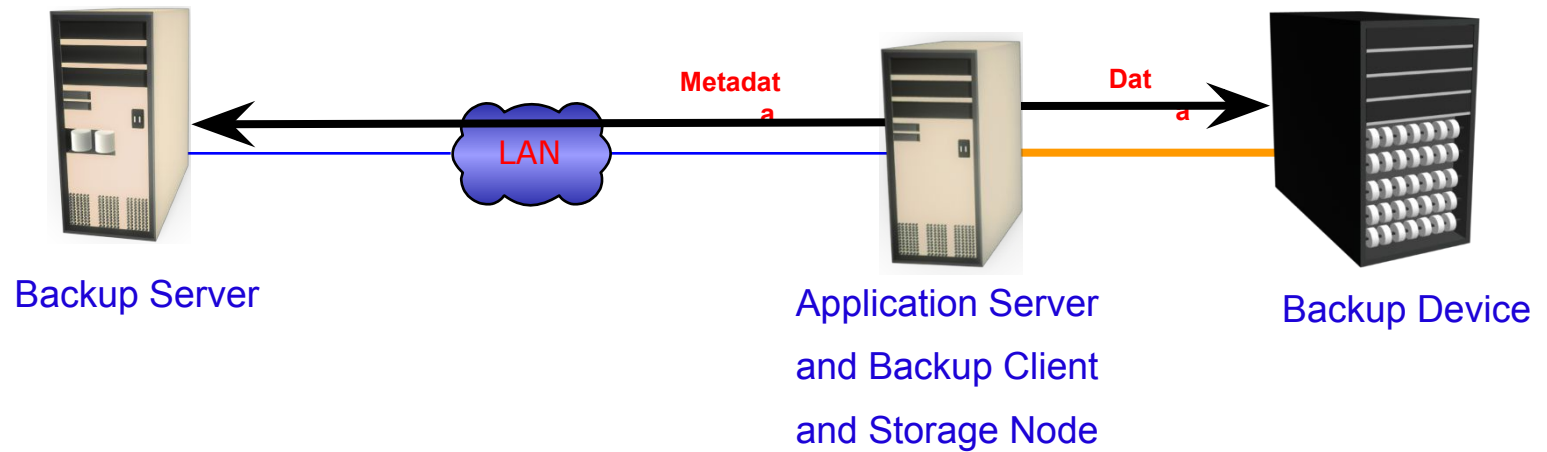 Metadat
a
Dat
a
LAN
Backup Server
Application Server
and Backup Client
and Storage Node
Backup Device